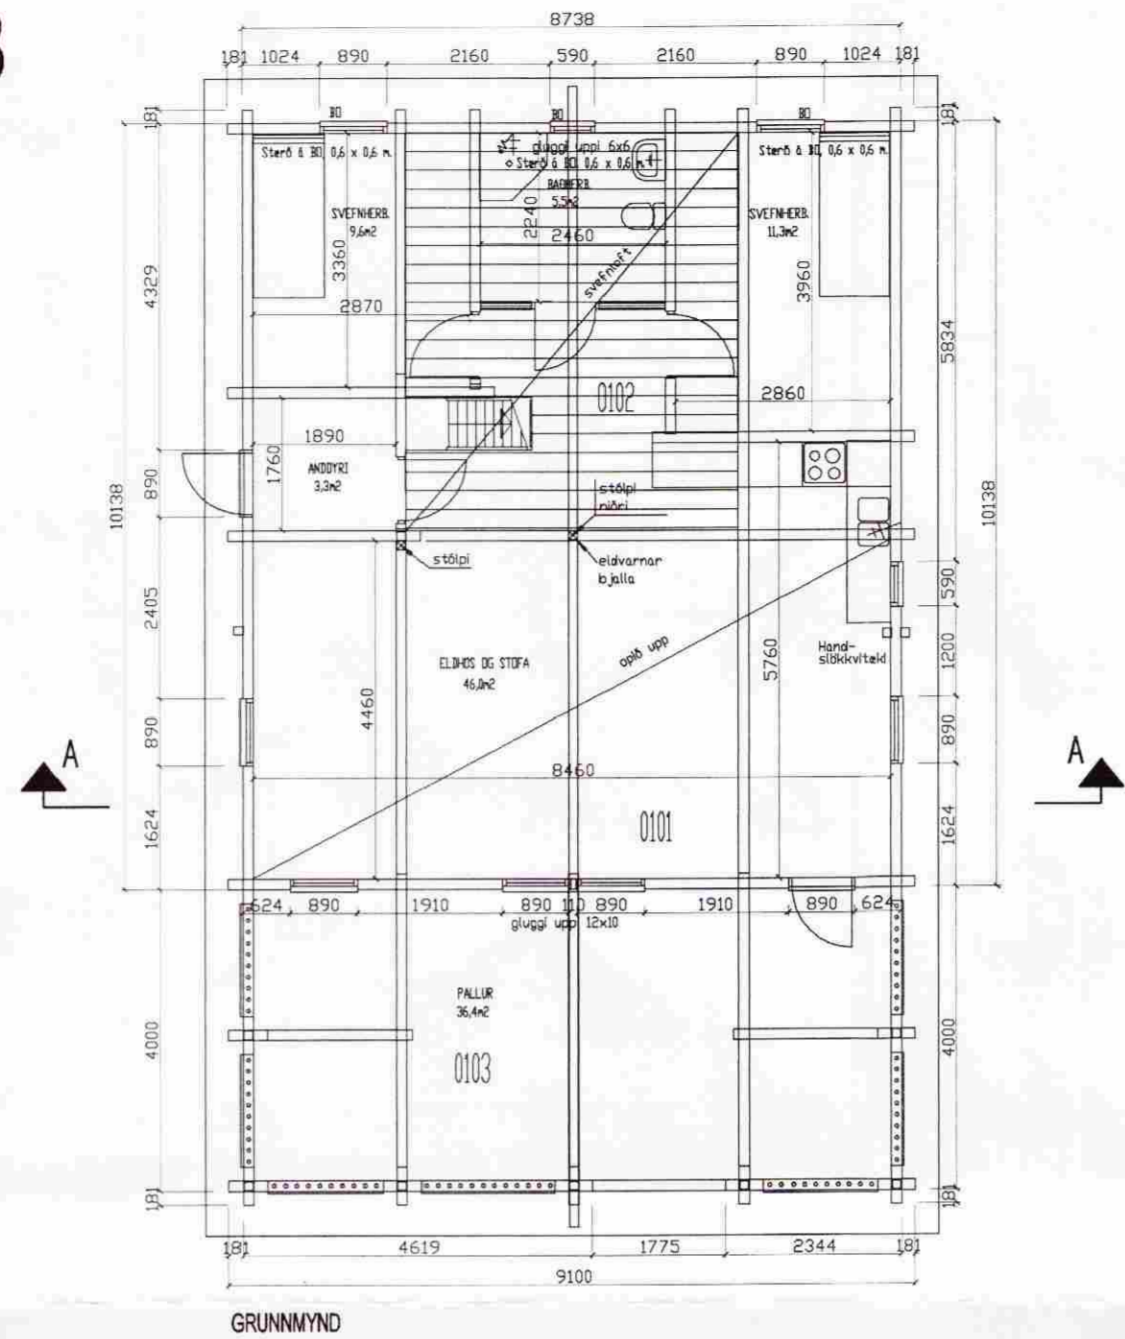 8738
181 1024 890 2160 590 2160 890 1024 181
BO BO BO
181
181
Stærð á BO, 0,6 x 0,6 m.
gluggi uppi 6x6
Stærð á BO, 0,6 x 0,6 m.
Stærð á BO, 0,6 x 0,6 m.
SVEFNHERB.
9,6m2
BAÐHERB.
5,5m2
SVEFNHERB.
11,3m2
2240
2460
3360
3960
svefnloft
4329
2870
5834
0102
2860
1890
1760
ANDDYRI
3,3m2
890
10138
10138
stólpi
niðri
stólpi
eldvarnar
bjalla
590
2405
opið upp
Hand-
slökkvitæki
1200
ELDHÚS OG STOFA
46,0m2
5760
4460
890
890
A
A
8460
1624
0101
1624
624 890 1910 890 110 890 1910 890 624
gluggi uppi 12x10
PALLUR
36,4m2
4000
4000
0103
181
181
181 4619 1775 2344 181
9100
GRUNNMYND